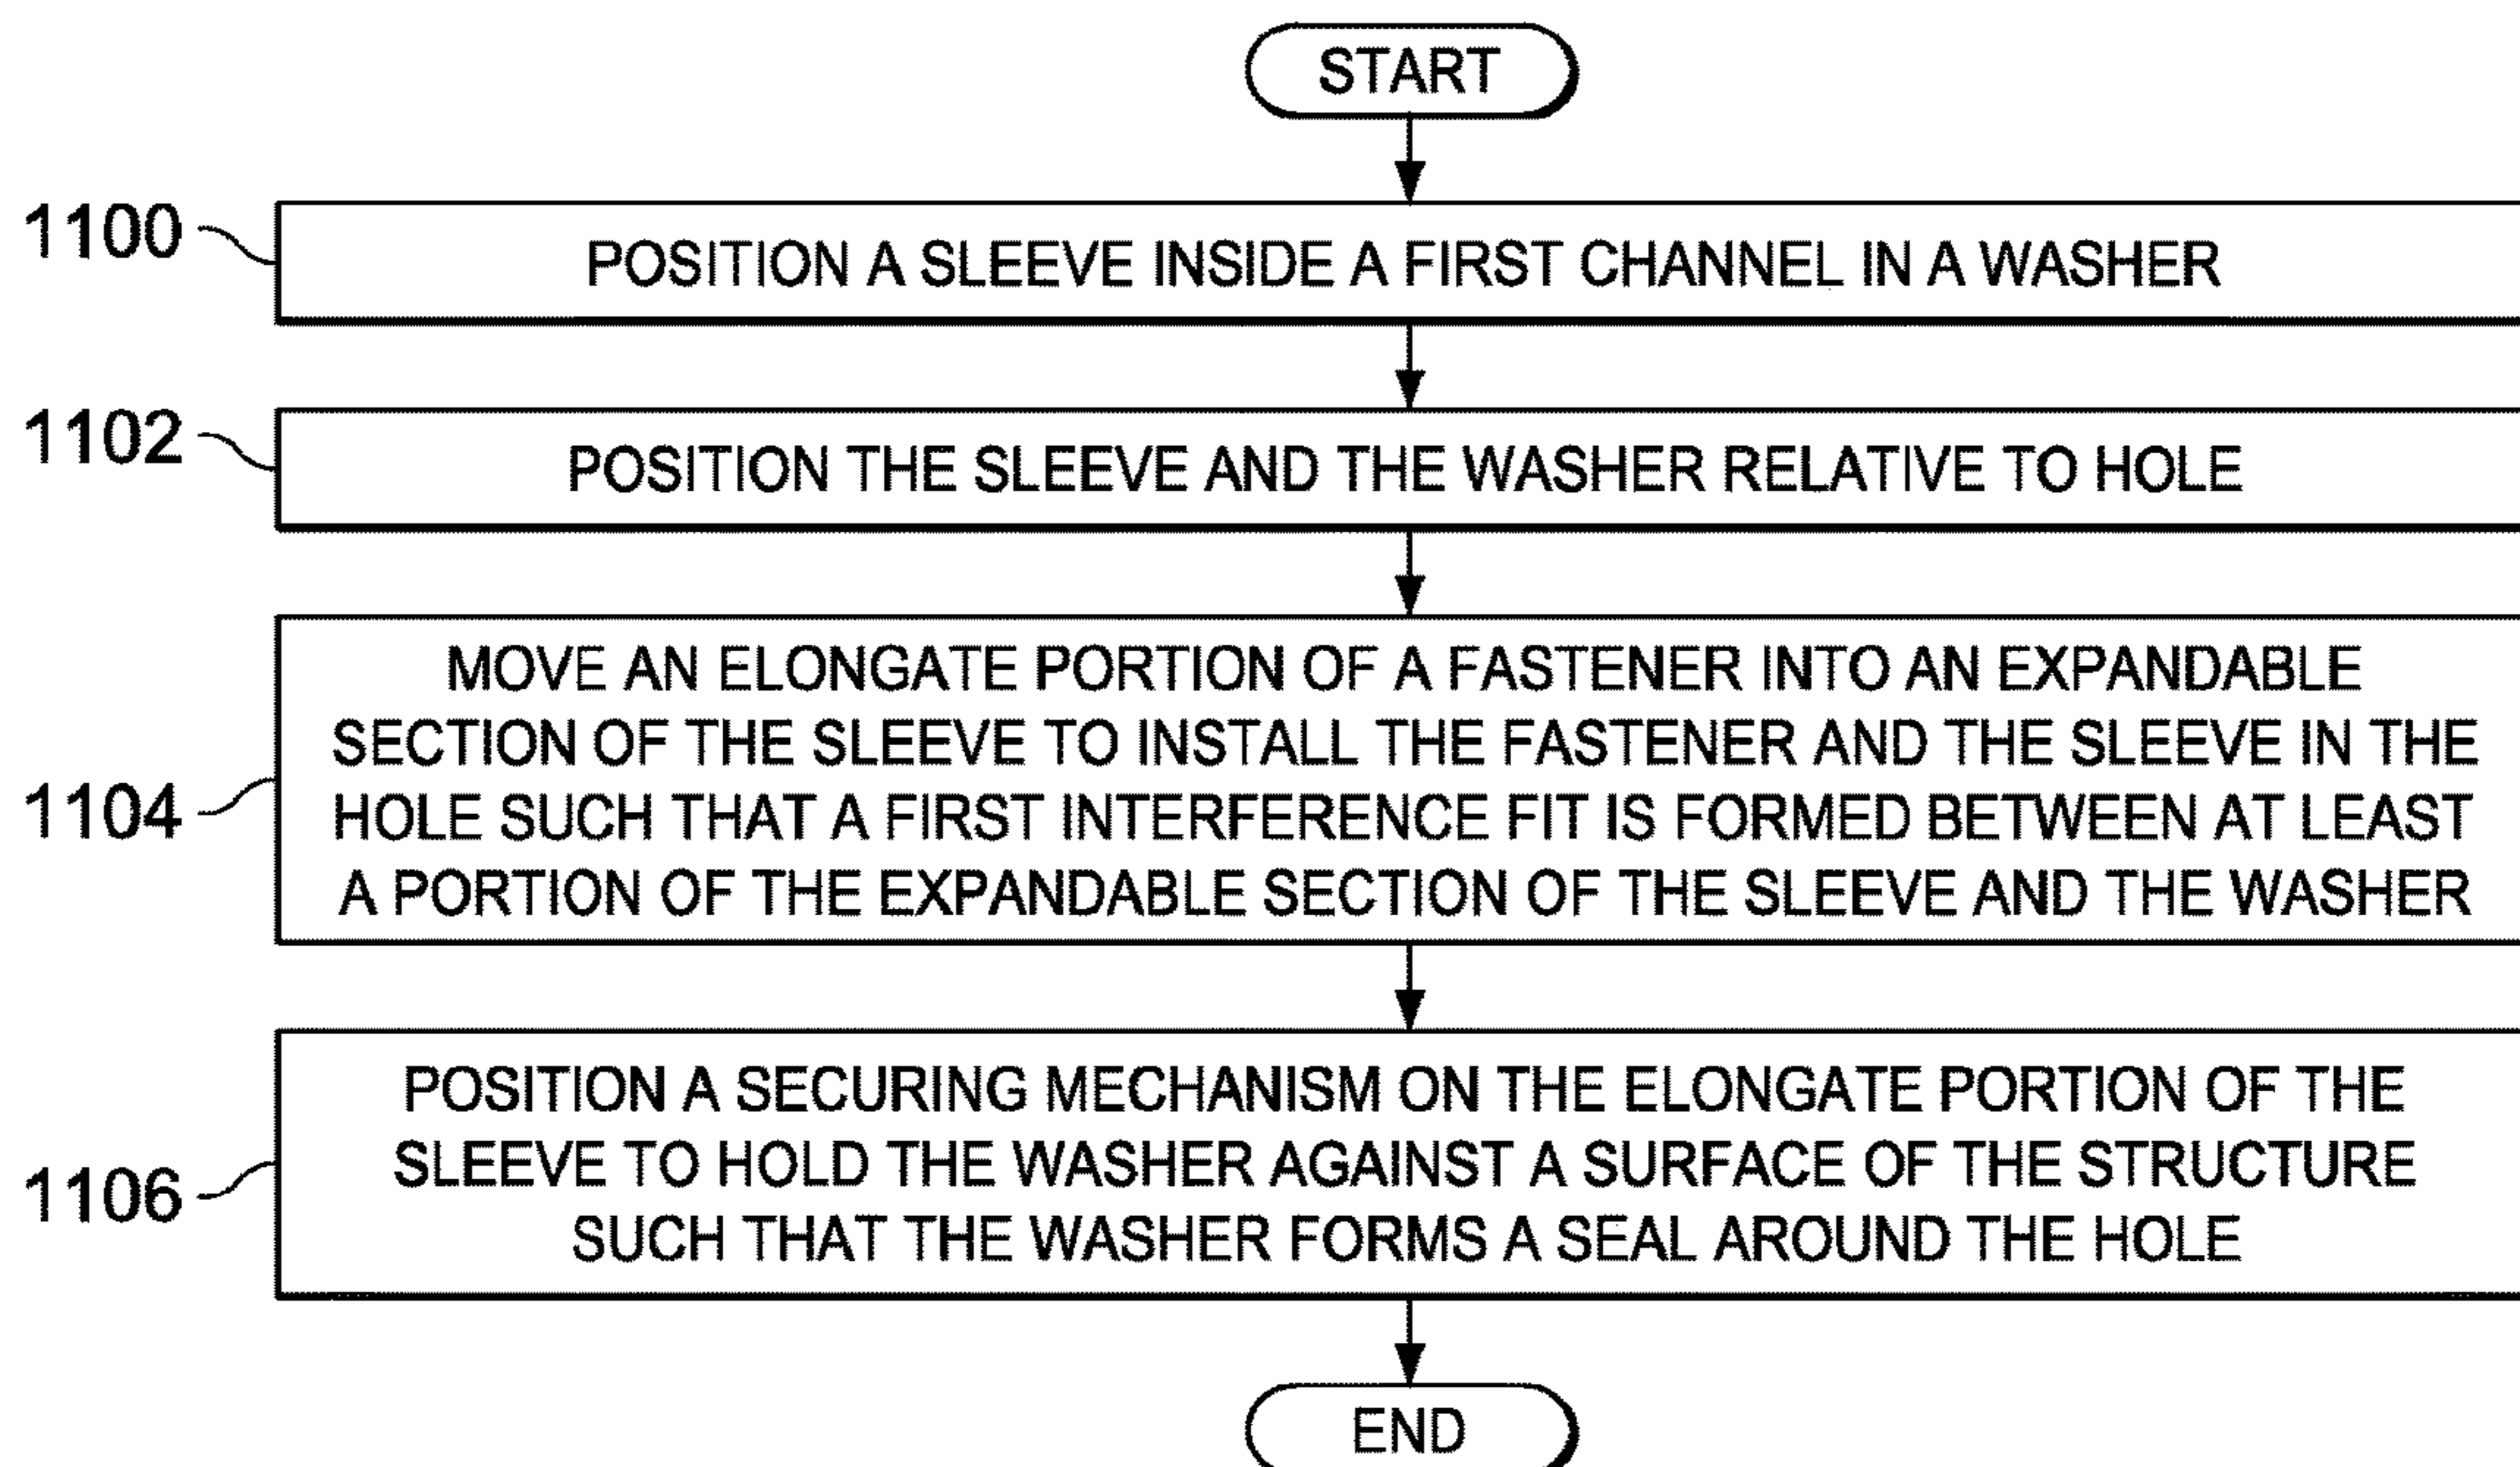 START
1100
POSITION A SLEEVE INSIDE A FIRST CHANNEL IN A WASHER
1102
POSITION THE SLEEVE AND THE WASHER RELATIVE TO HOLE
1104
MOVE AN ELONGATE PORTION OF A FASTENER INTO AN EXPANDABLE
SECTION OF THE SLEEVE TO INSTALL THE FASTENER AND THE SLEEVE IN THE
HOLE SUCH THAT A FIRST INTERFERENCE FIT IS FORMED BETWEEN AT LEAST
A PORTION OF THE EXPANDABLE SECTION OF THE SLEEVE AND THE WASHER
1106
POSITION A SECURING MECHANISM ON THE ELONGATE PORTION OF THE
SLEEVE TO HOLD THE WASHER AGAINST A SURFACE OF THE STRUCTURE
SUCH THAT THE WASHER FORMS A SEAL AROUND THE HOLE
END